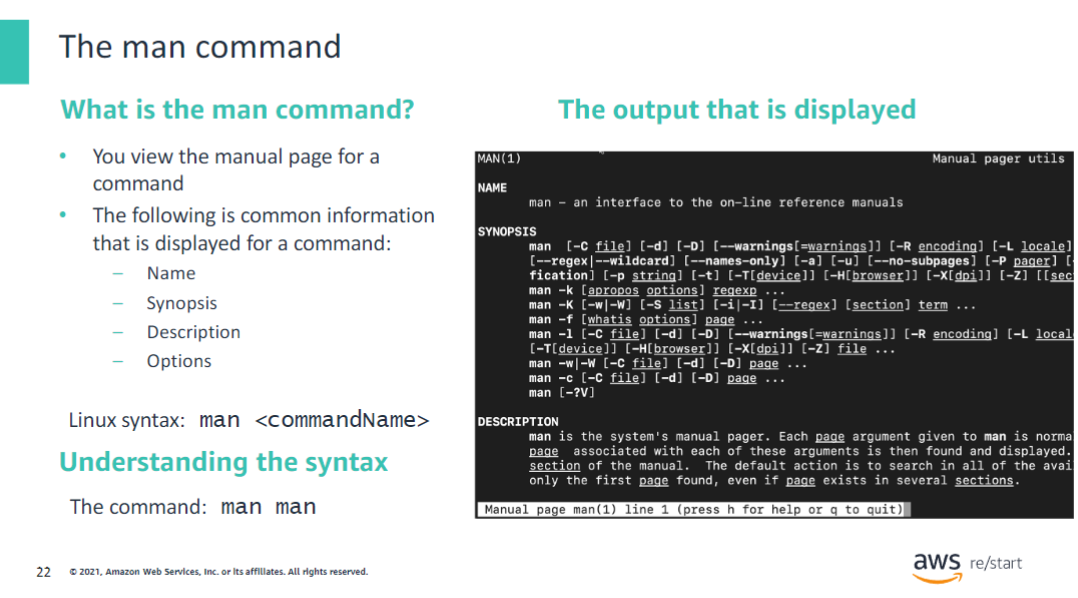 The man command
What is the man command?
• You view the manual page for a
command
• The following is common information
that is displayed for a command:
– Name
– Synopsis
– Description
– Options
Linux syntax: man <commandName>
Understanding the syntax
The command: man man
The output that is displayed
MAN(1) Manual pager utils
NAME
man - an interface to the on-line reference manuals
SYNOPSIS
man [-C file] [-d] [-D] [--warnings[=warnings]] [-R encoding] [-L locale]
[--regex|--wildcard] [--names-only] [-a] [-u] [--no-subpages] [-P pager] [
fication] [-p string] [-t] [-T[device]] [-H[browser]] [-X[dpi]] [-Z] [[sec
man -k [apropos options] regexp ...
man -K [-w|-W] [-S list] [-i|-I] [--regex] [section] term ...
man -f [whatis options] page ...
man -l [-C file] [-d] [-D] [--warnings[=warnings]] [-R encoding] [-L local
[-T[device]] [-H[browser]] [-X[dpi]] [-Z] file ...
man -w|-W [-C file] [-d] [-D] page ...
man -c [-C file] [-d] [-D] page ...
man [-?V]
DESCRIPTION
man is the system's manual pager. Each page argument given to man is norma
page associated with each of these arguments is then found and displayed.
section of the manual. The default action is to search in all of the avai
only the first page found, even if page exists in several sections.
Manual page man(1) line 1 (press h for help or q to quit)
22 © 2021, Amazon Web Services, Inc. or its affiliates. All rights reserved.
aws re/start